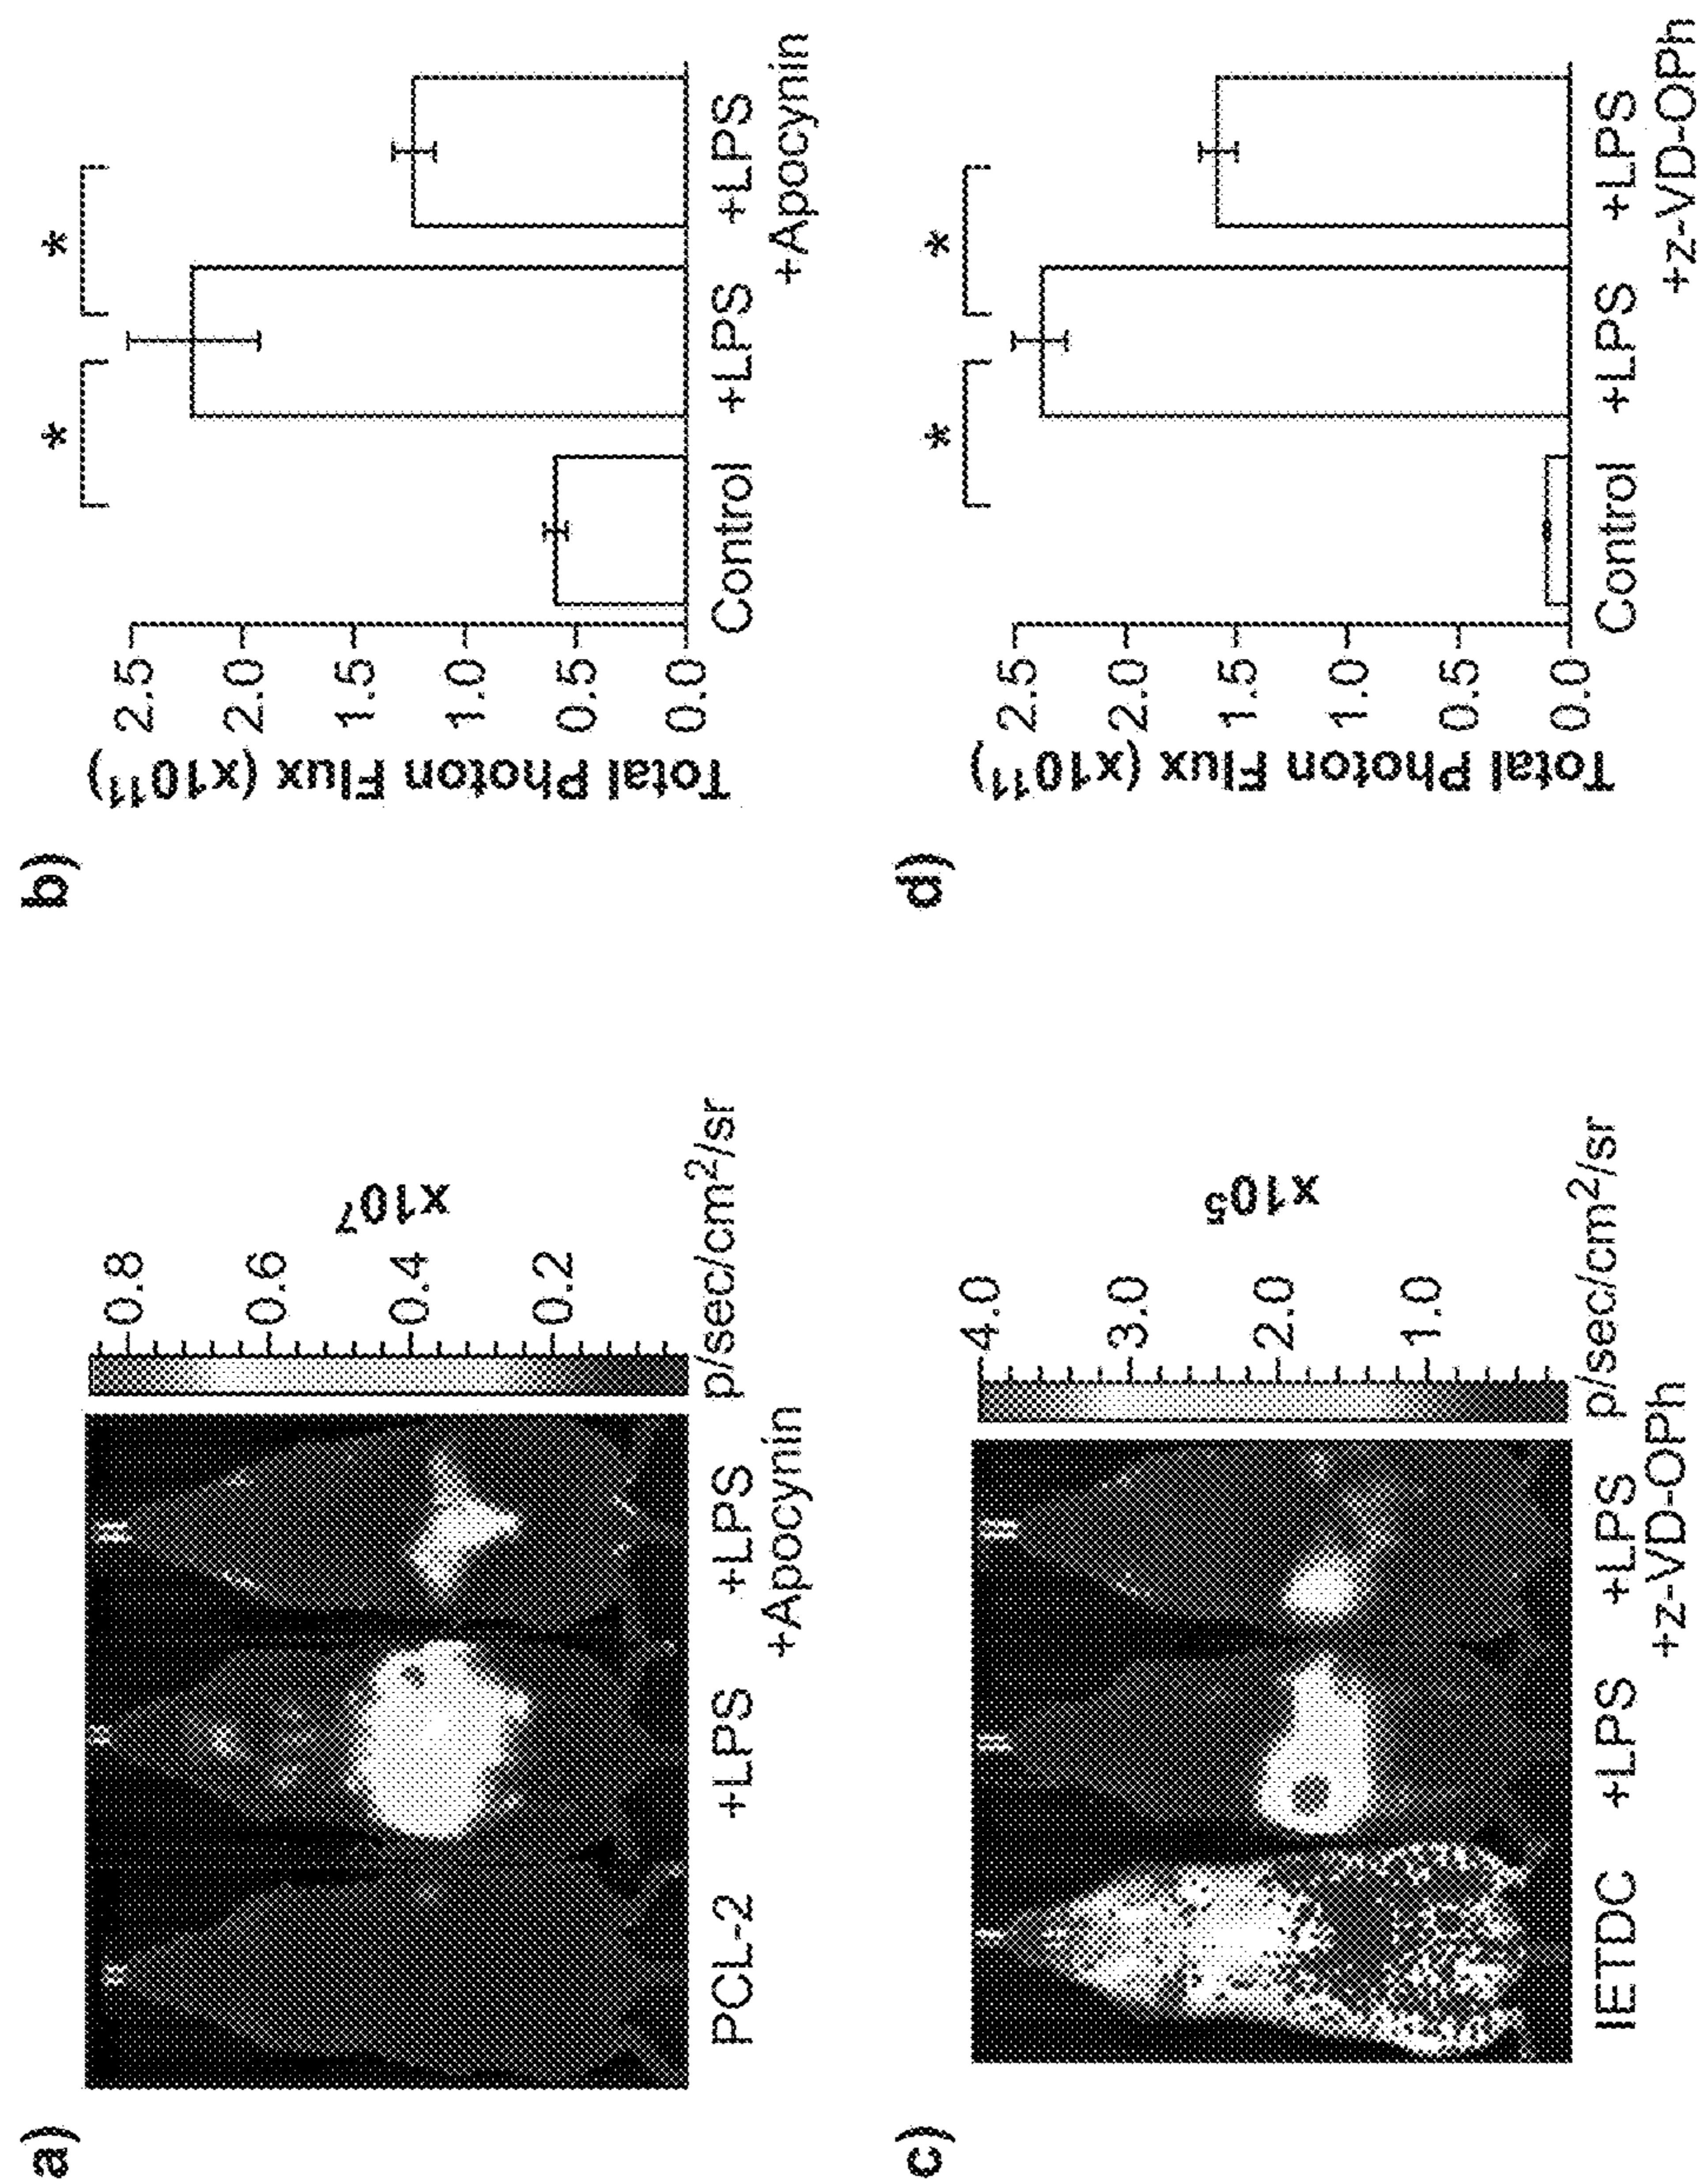 a)
0.8
0.6
0.4
0.2
x10⁷
p/sec/cm²/sr
PCL-2 +LPS +LPS
+Apocynin
b)
Total Photon Flux (x10¹¹)
2.5
2.0
1.5
1.0
0.5
0.0
* *
Control +LPS +LPS
+Apocynin
c)
4.0
3.0
2.0
1.0
x10⁵
p/sec/cm²/sr
IETDC +LPS +LPS
+z-VD-OPh
d)
Total Photon Flux (x10¹¹)
2.5
2.0
1.5
1.0
0.5
0.0
* *
Control +LPS +LPS
+z-VD-OPh